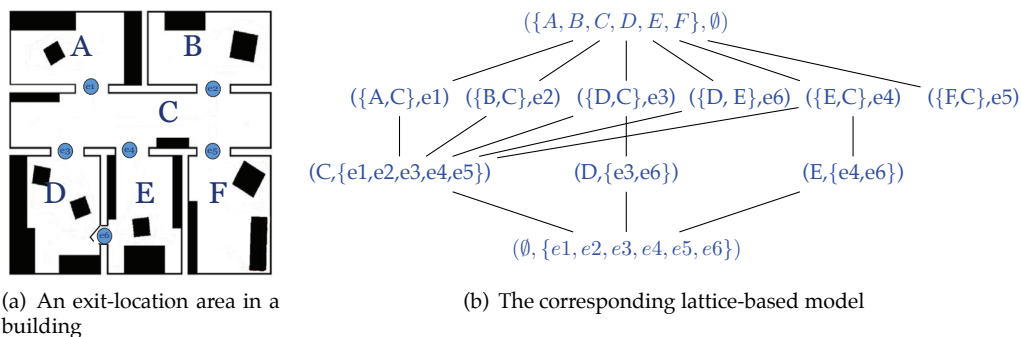 A
B
e1
e2
C
e3
e4
e5
D
E
F
e6
(a) An exit-location area in a
building
({A, B, C, D, E, F}, ∅)
({A,C},e1) ({B,C},e2) ({D,C},e3) ({D, E},e6) ({E,C},e4) ({F,C},e5)
(C,{e1,e2,e3,e4,e5}) (D,{e3,e6}) (E,{e4,e6})
(∅, {e1, e2, e3, e4, e5, e6})
(b) The corresponding lattice-based model